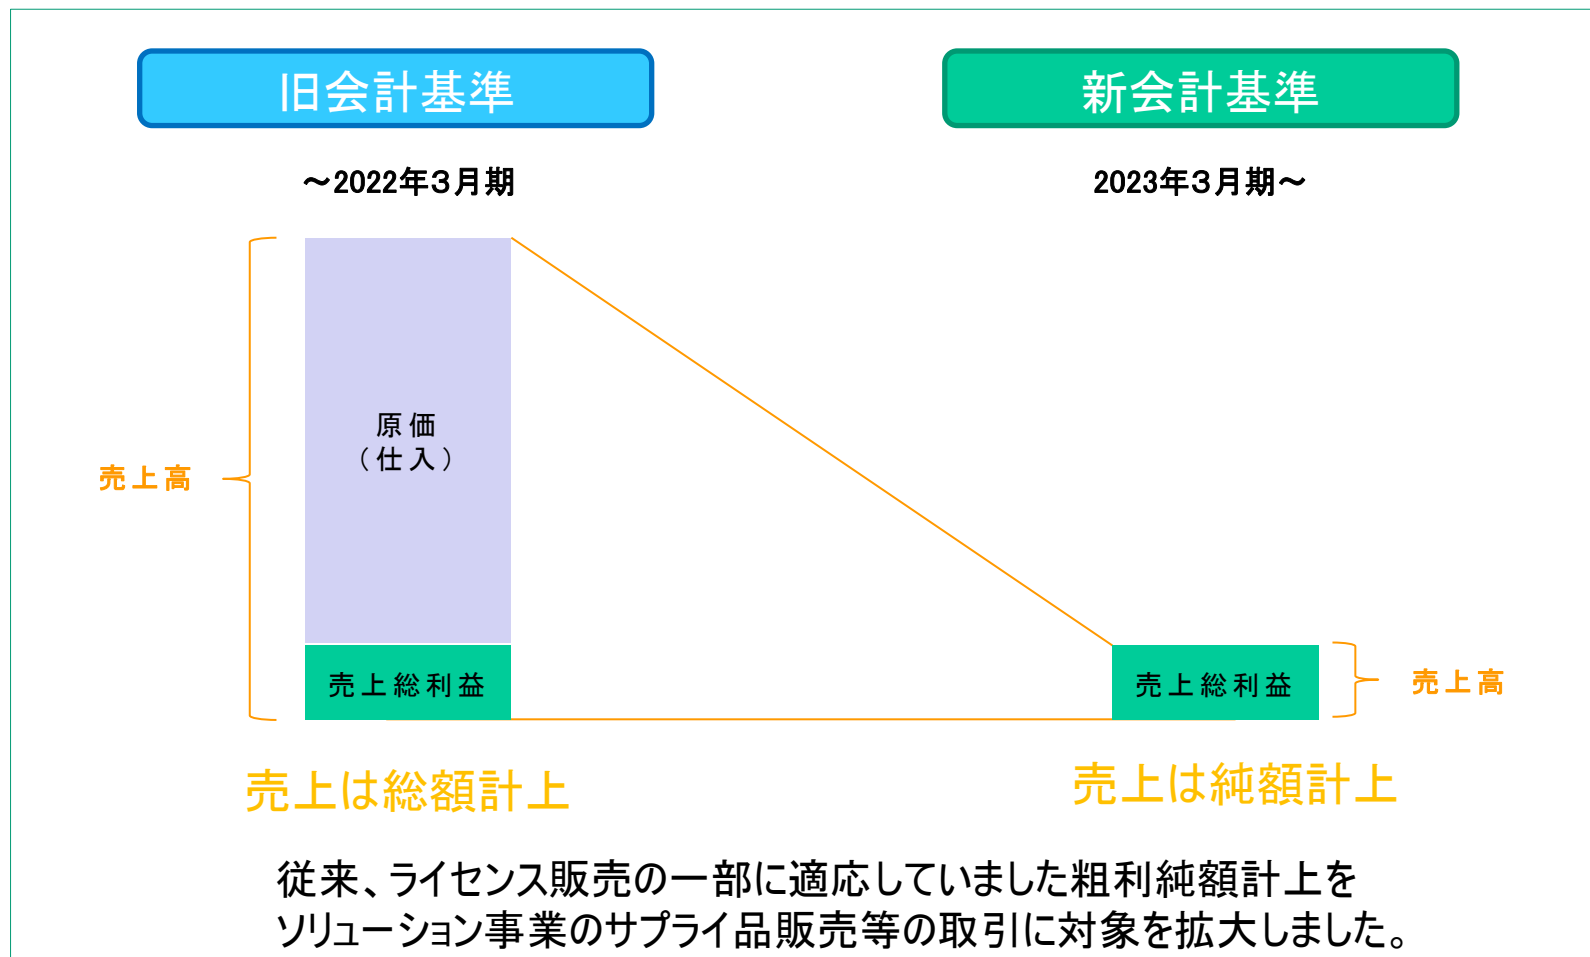 旧会計基準
新会計基準
～2022年３月期
2023年３月期～
原価
（仕入）
売上高
売上総利益
売上総利益
売上高
売上は総額計上
売上は純額計上
従来、ライセンス販売の一部に適応していました粗利純額計上を
ソリューション事業のサプライ品販売等の取引に対象を拡大しました。